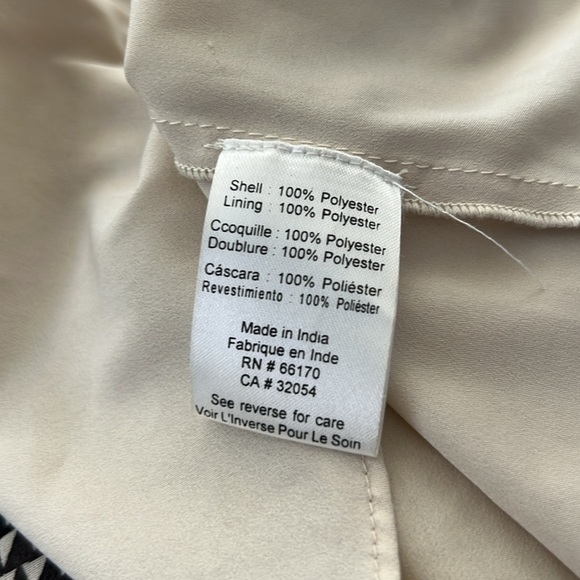 Shell : 100% Polyester
Lining : 100% Polyester
Ccoquille : 100% Polyester
Doublure : 100% Polyester
Cáscara : 100% Poliéster
Revestimiento : 100% Poliéster
Made in India
Fabrique en Inde
RN # 66170
CA # 32054
See reverse for care
Voir L'Inverse Pour Le Soin